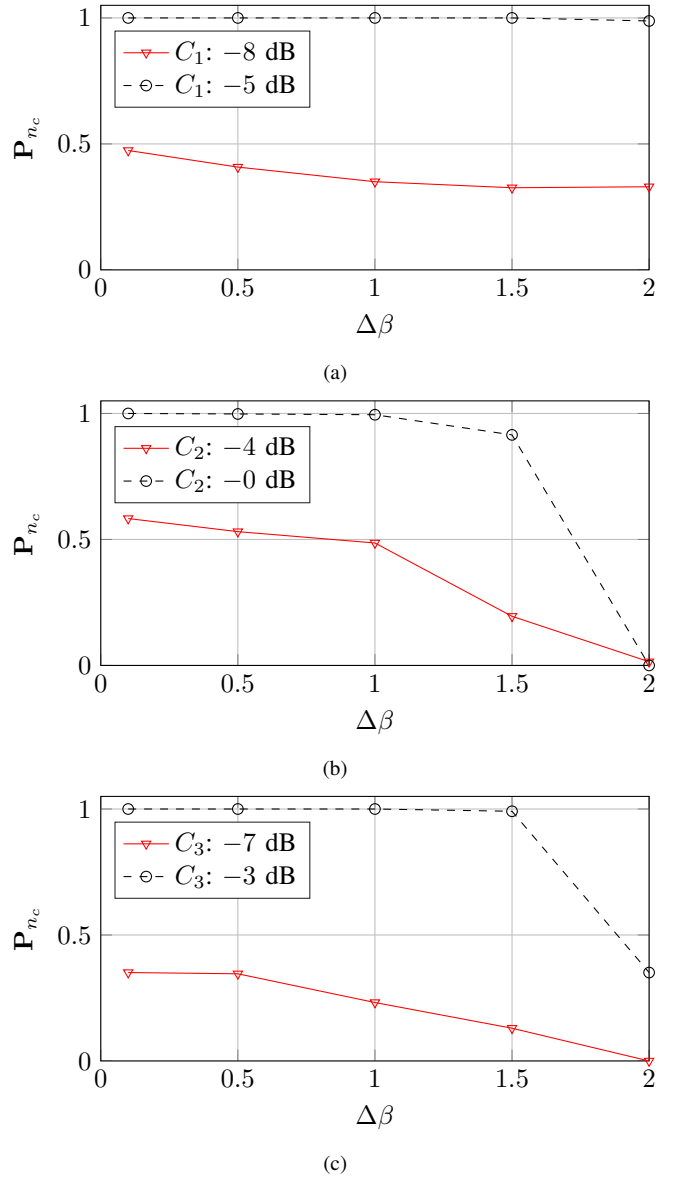 1
C₁: −8 dB
C₁: −5 dB
P_{n_c}
0.5
0
0 0.5 1 1.5 2
Δβ
(a)
1
C₂: −4 dB
C₂: −0 dB
P_{n_c}
0.5
0
0 0.5 1 1.5 2
Δβ
(b)
1
C₃: −7 dB
C₃: −3 dB
P_{n_c}
0.5
0
0 0.5 1 1.5 2
Δβ
(c)